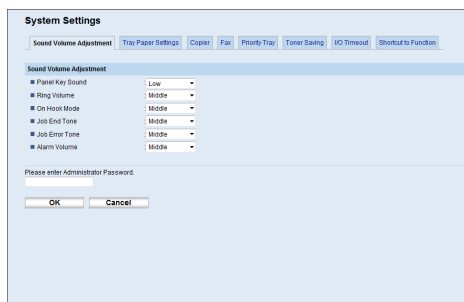 System Settings
Sound Volume Adjustment Tray Paper Settings Copier Fax Priority Tray Toner Saving I/O Timeout Shortcut to Function
Sound Volume Adjustment
Panel Key Sound : Low
Ring Volume : Middle
On Hook Mode : Middle
Job End Tone : Middle
Job Error Tone : Middle
Alarm Volume : Middle
Please enter Administrator Password.
OK Cancel